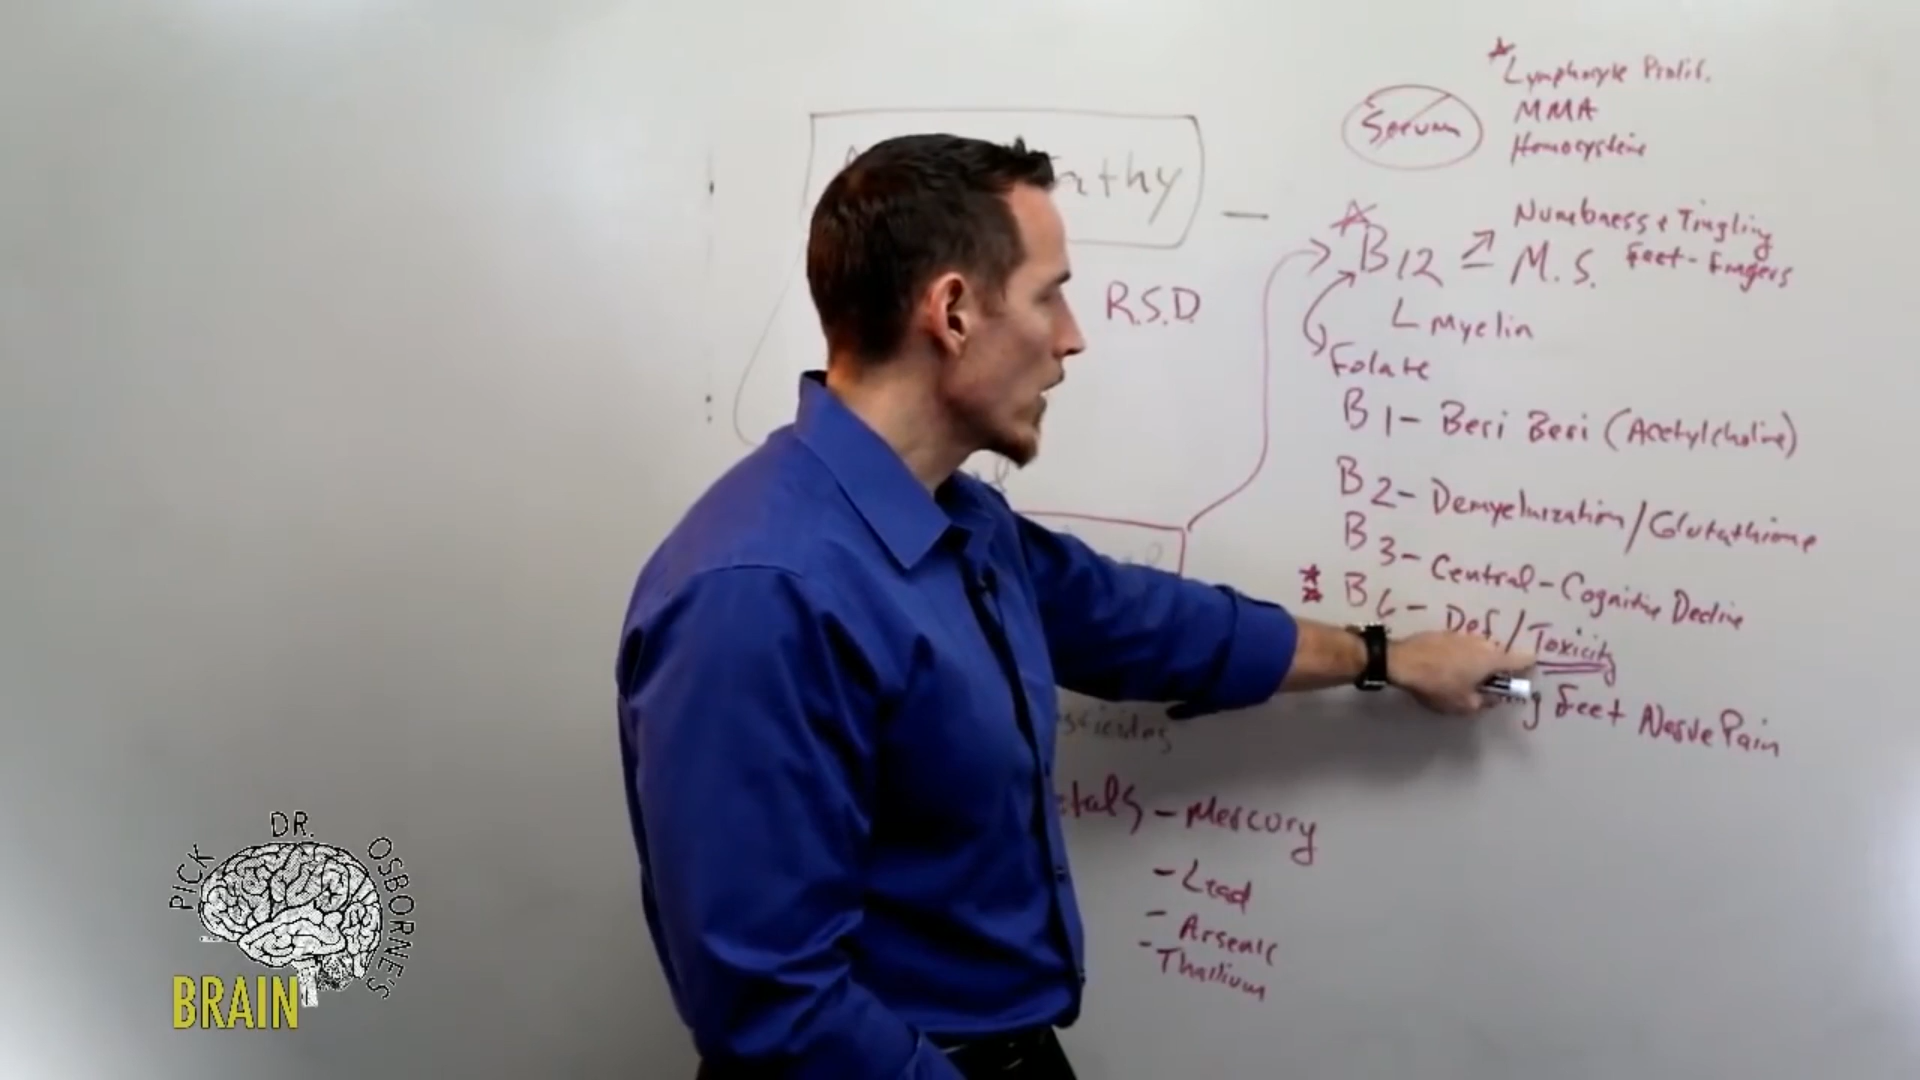 *Lymphocyte Prolif.
Serum
MMA
Homocysteine
athy
Numbness + Tingling
Feet - Fingers
B12
M.S.
R.S.D
Myelin
Folate
B1 - Beri Beri (Acetylcholine)
B2 - Demyelinization/Glutathione
B3 - Central - Cognitive Decline
B6 - Def./Toxicity
Feet Nerve Pain
etals - Mercury
- Lead
- Arsenic
- Thallium
PICK DR. OSBORNE'S
BRAIN